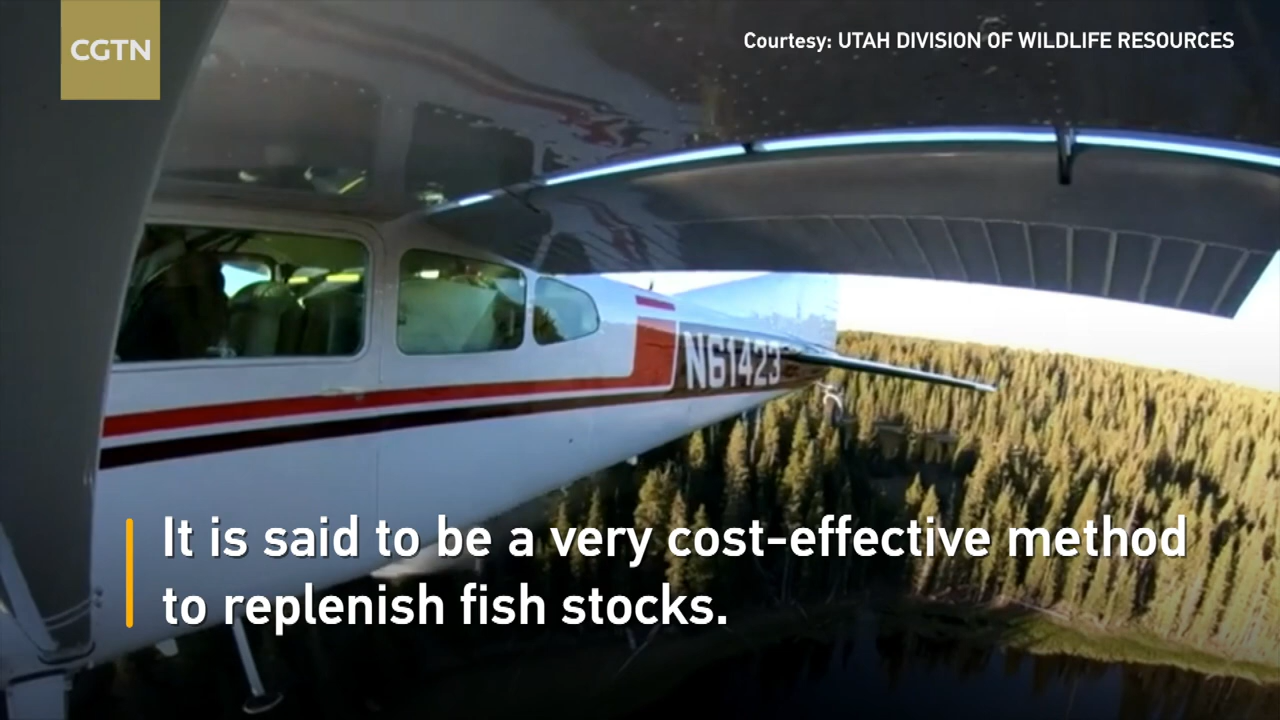 CGTN
Courtesy: UTAH DIVISION OF WILDLIFE RESOURCES
N61423
It is said to be a very cost-effective method
to replenish fish stocks.